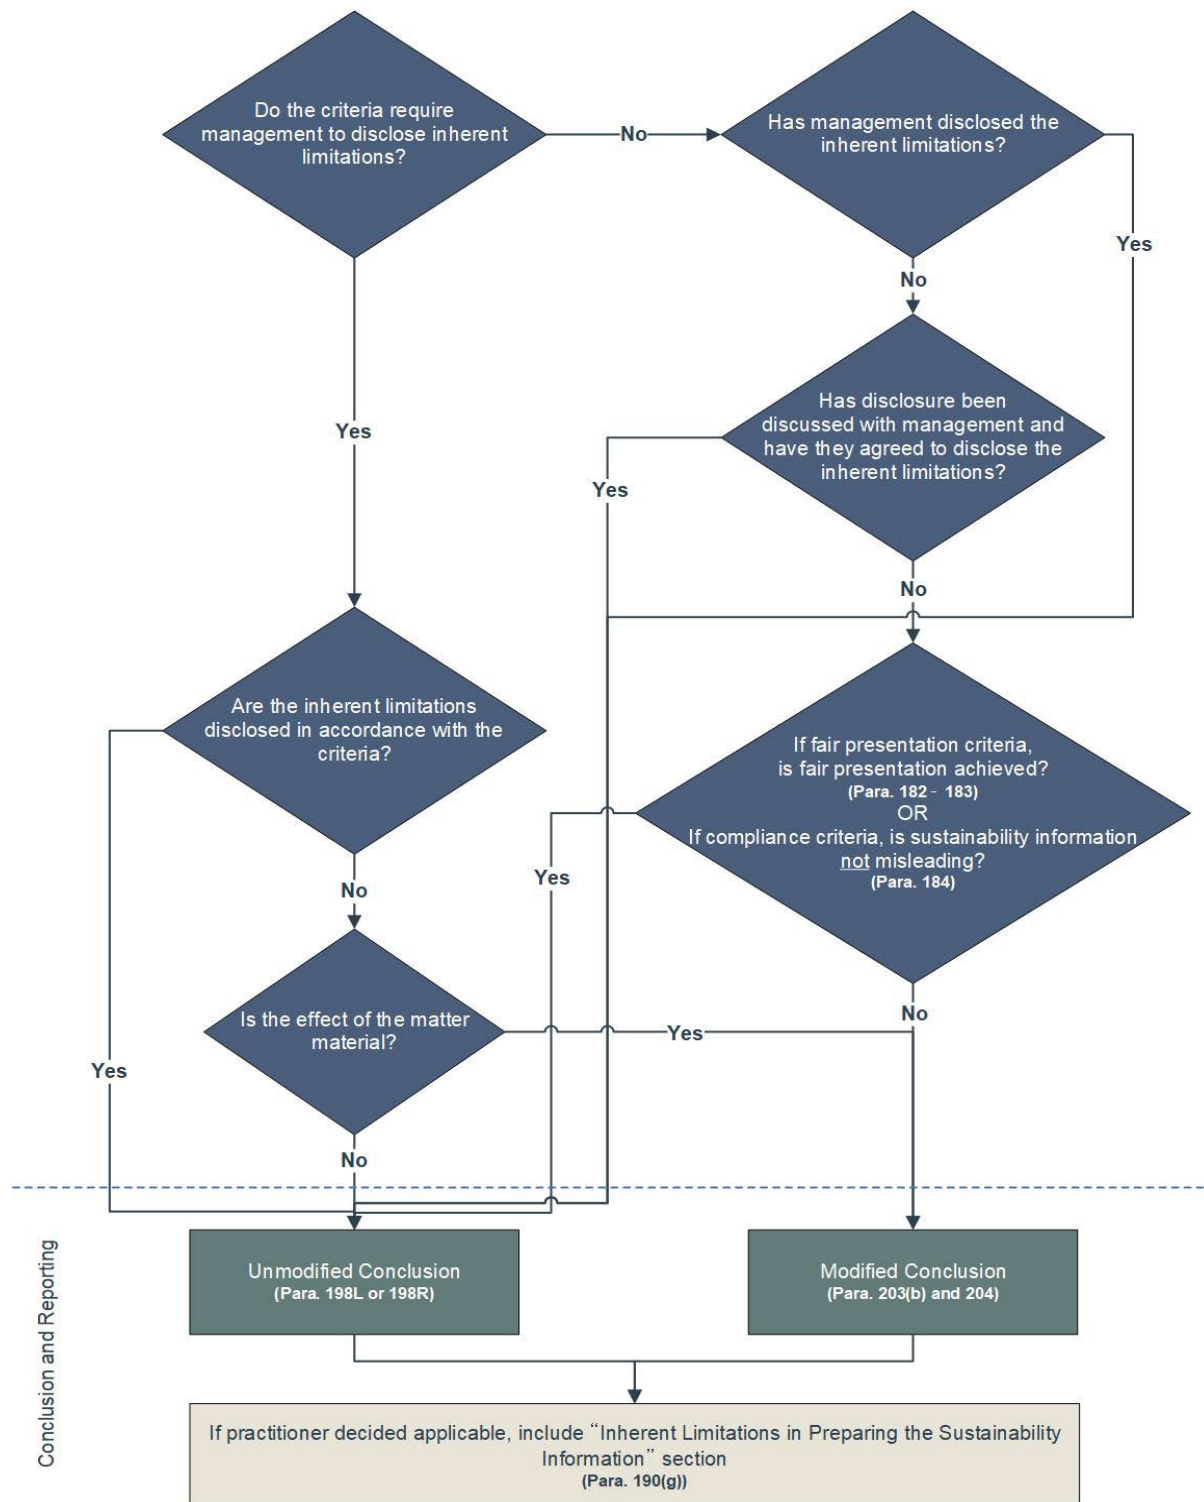 Do the criteria require
management to disclose inherent
limitations?
No
Has management disclosed the
inherent limitations?
Yes
No
Has disclosure been
discussed with management and
have they agreed to disclose the
inherent limitations?
Yes
Yes
No
Are the inherent limitations
disclosed in accordance with the
criteria?
If fair presentation criteria,
is fair presentation achieved?
(Para. 182 - 183)
OR
If compliance criteria, is sustainability information
not misleading?
(Para. 184)
Yes
No
Is the effect of the matter
material?
Yes
No
Yes
No
Conclusion and Reporting
Unmodified Conclusion
(Para. 198L or 198R)
Modified Conclusion
(Para. 203(b) and 204)
If practitioner decided applicable, include “Inherent Limitations in Preparing the Sustainability
Information” section
(Para. 190(g))